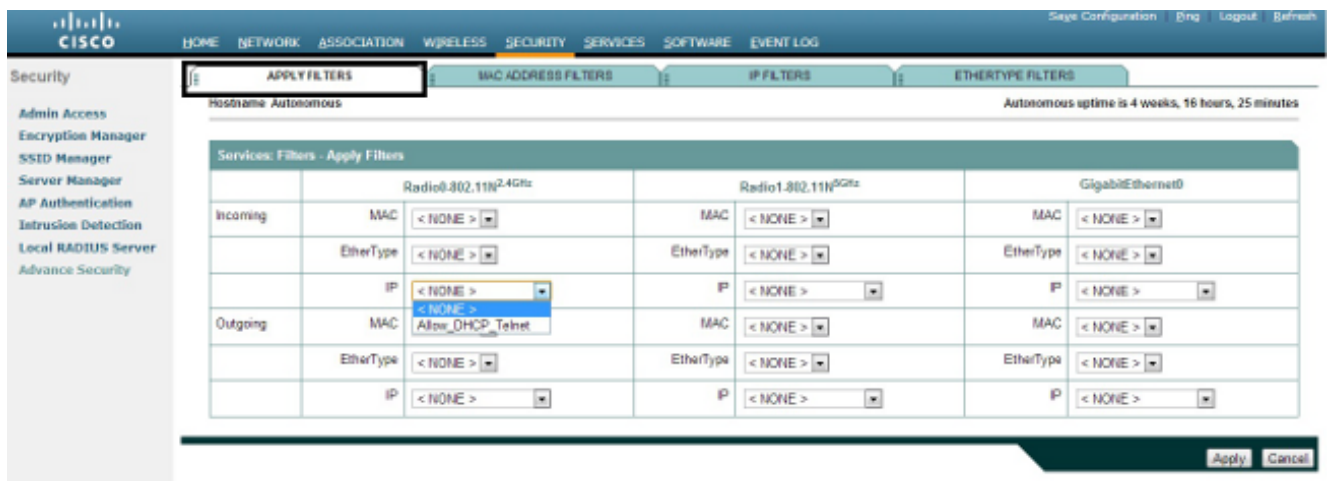 Save Configuration Ping Logout Refresh
CISCO HOME NETWORK ASSOCIATION WIRELESS SECURITY SERVICES SOFTWARE EVENT LOG
Security
APPLY FILTERS MAC ADDRESS FILTERS IP FILTERS ETHERTYPE FILTERS
Hostname Autonomous Autonomous uptime is 4 weeks, 16 hours, 25 minutes
Admin Access
Encryption Manager
SSID Manager
Server Manager
AP Authentication
Intrusion Detection
Local RADIUS Server
Advance Security
Services: Filters - Apply Filters
Radio0-802.11N2.4GHz Radio1-802.11N5GHz GigabitEthernet0
Incoming MAC < NONE > MAC < NONE > MAC < NONE >
EtherType < NONE > EtherType < NONE > EtherType < NONE >
IP < NONE > IP < NONE > IP < NONE >
< NONE >
Outgoing MAC Allow_DHCP_Telnet MAC < NONE > MAC < NONE >
EtherType < NONE > EtherType < NONE > EtherType < NONE >
IP < NONE > IP < NONE > IP < NONE >
Apply Cancel